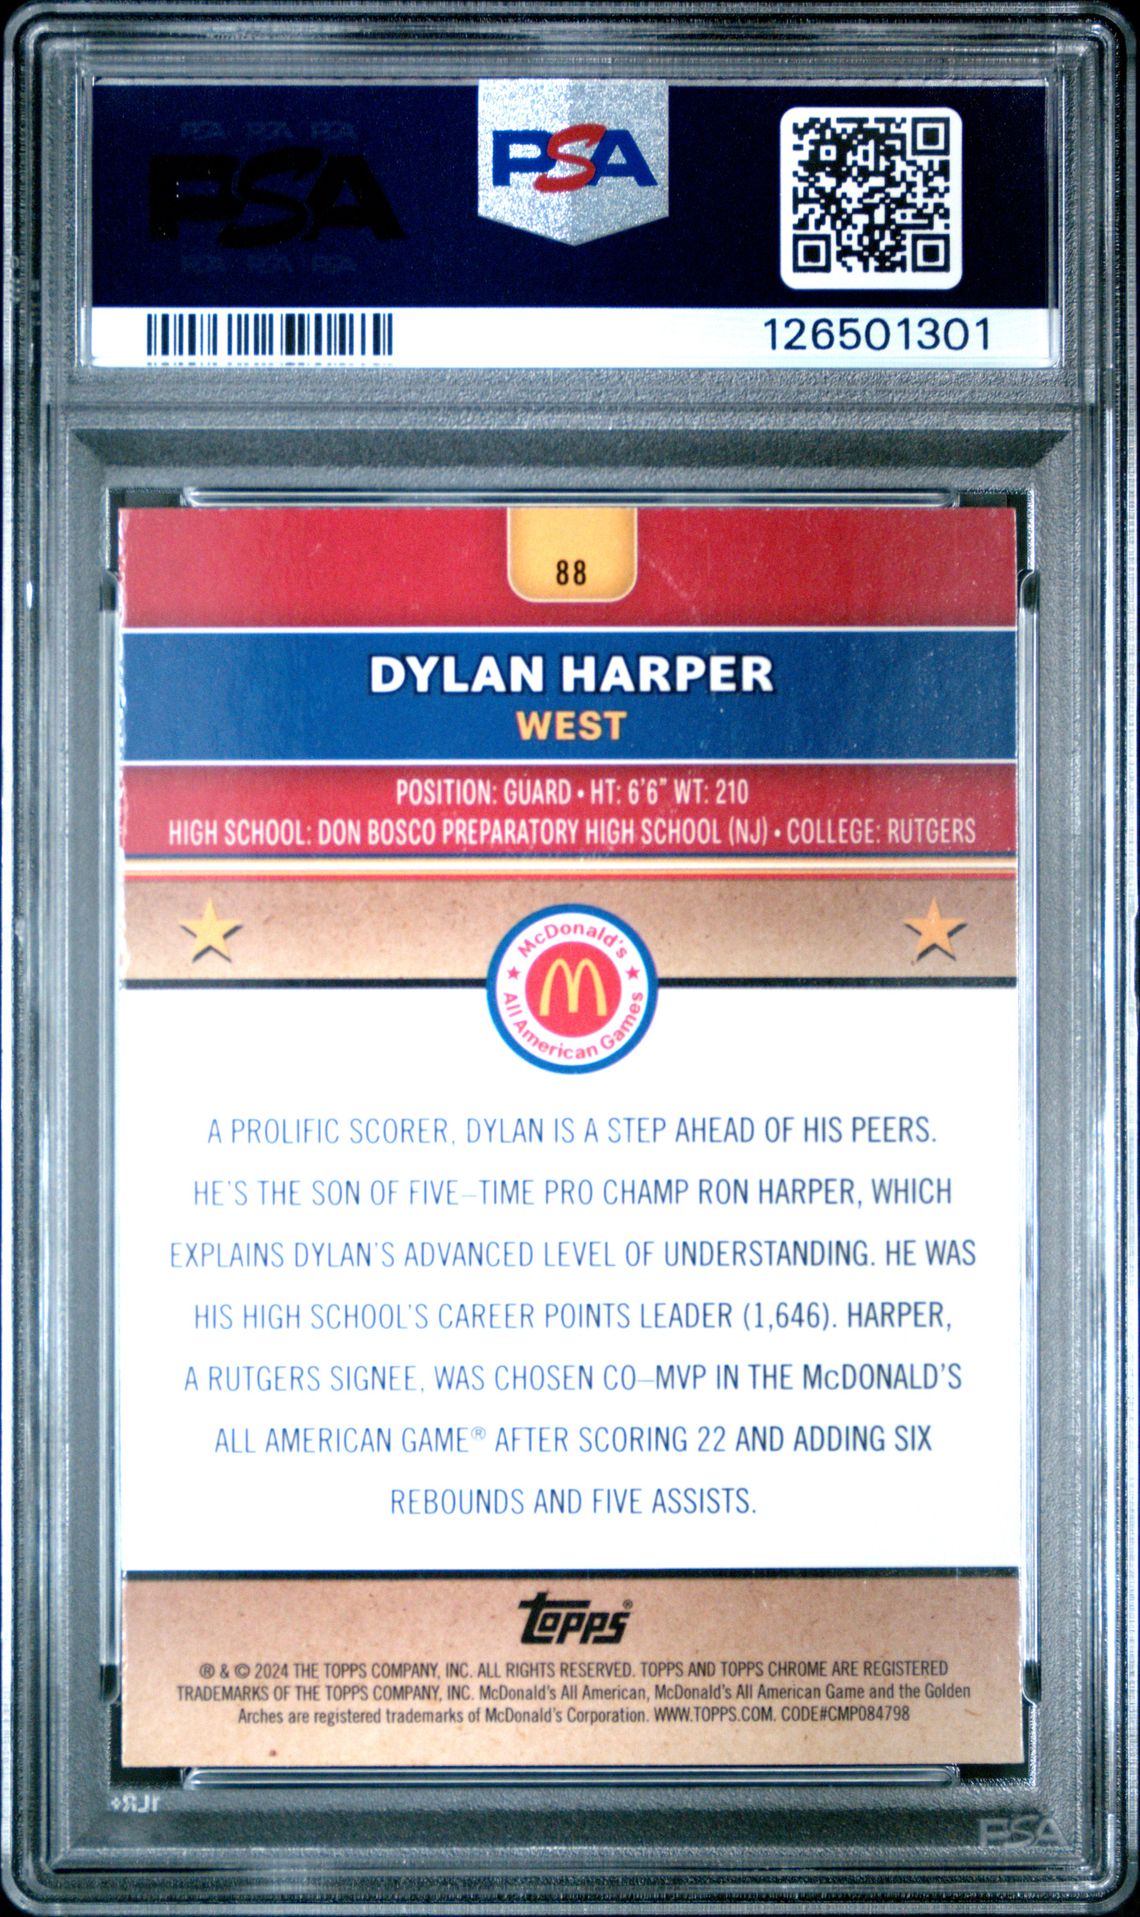 PSA PSA PSA
PSA
PSA PSA PSA
PSA
126501301
88
DYLAN HARPER
WEST
POSITION: GUARD • HT: 6'6" WT: 210
HIGH SCHOOL: DON BOSCO PREPARATORY HIGH SCHOOL (NJ) • COLLEGE: RUTGERS
McDonald's
M
All American Games
A PROLIFIC SCORER, DYLAN IS A STEP AHEAD OF HIS PEERS.
HE'S THE SON OF FIVE–TIME PRO CHAMP RON HARPER, WHICH
EXPLAINS DYLAN'S ADVANCED LEVEL OF UNDERSTANDING. HE WAS
HIS HIGH SCHOOL'S CAREER POINTS LEADER (1,646). HARPER,
A RUTGERS SIGNEE, WAS CHOSEN CO–MVP IN THE McDONALD'S
ALL AMERICAN GAME® AFTER SCORING 22 AND ADDING SIX
REBOUNDS AND FIVE ASSISTS.
topps®
® & © 2024 THE TOPPS COMPANY, INC. ALL RIGHTS RESERVED. TOPPS AND TOPPS CHROME ARE REGISTERED
TRADEMARKS OF THE TOPPS COMPANY, INC. McDonald's All American, McDonald's All American Game and the Golden
Arches are registered trademarks of McDonald's Corporation. WWW.TOPPS.COM. CODE#CMP084798
PSA